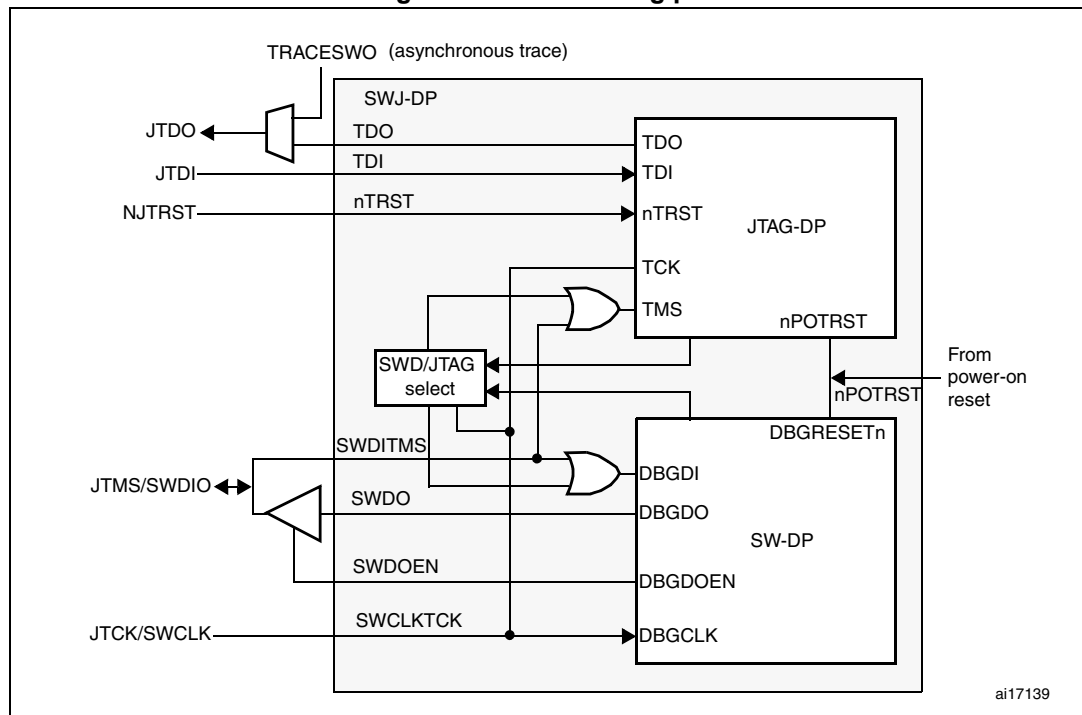 TRACESWO (asynchronous trace)
SWJ-DP
JTDO
TDO
TDO
JTDI
TDI
TDI
NJTRST
nTRST
nTRST
JTAG-DP
TCK
TMS
nPOTRST
SWD/JTAG
select
From
power-on
reset
nPOTRST
DBGRESETn
SWDITMS
DBGDI
JTMS/SWDIO
SWDO
DBGDO
SW-DP
SWDOEN
DBGDOEN
JTCK/SWCLK
SWCLKTCK
DBGCLK
ai17139